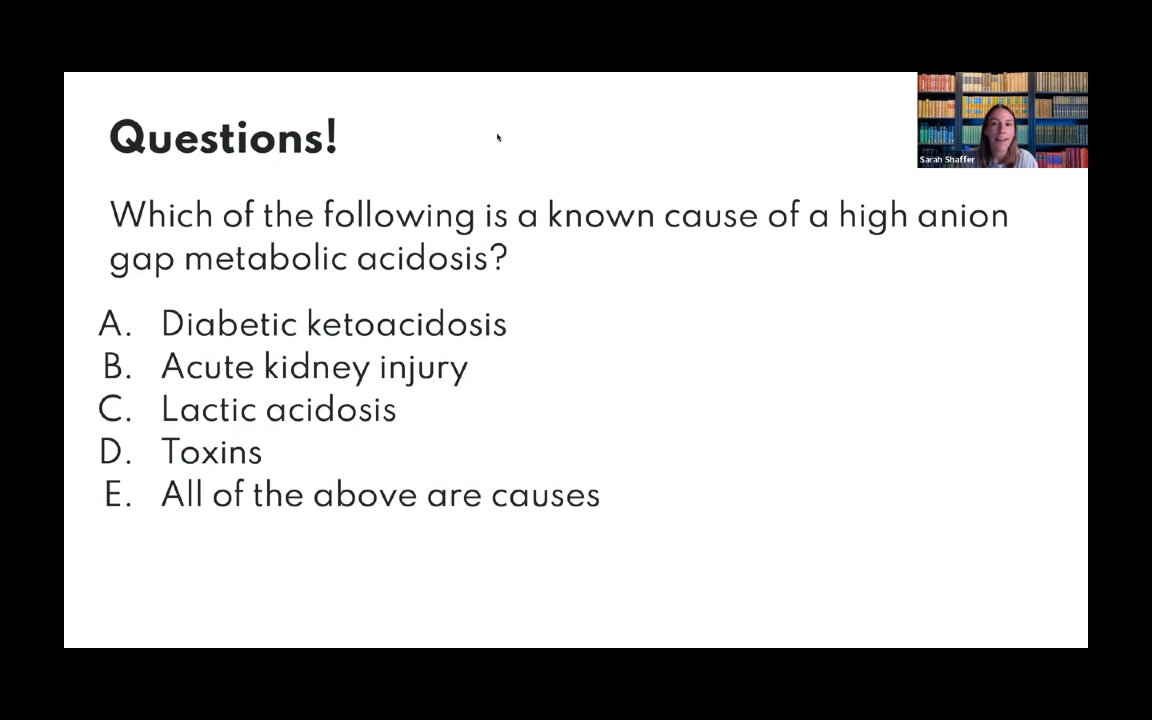 Questions!
Sarah Shaffer
Which of the following is a known cause of a high anion
gap metabolic acidosis?
A. Diabetic ketoacidosis
B. Acute kidney injury
C. Lactic acidosis
D. Toxins
E. All of the above are causes